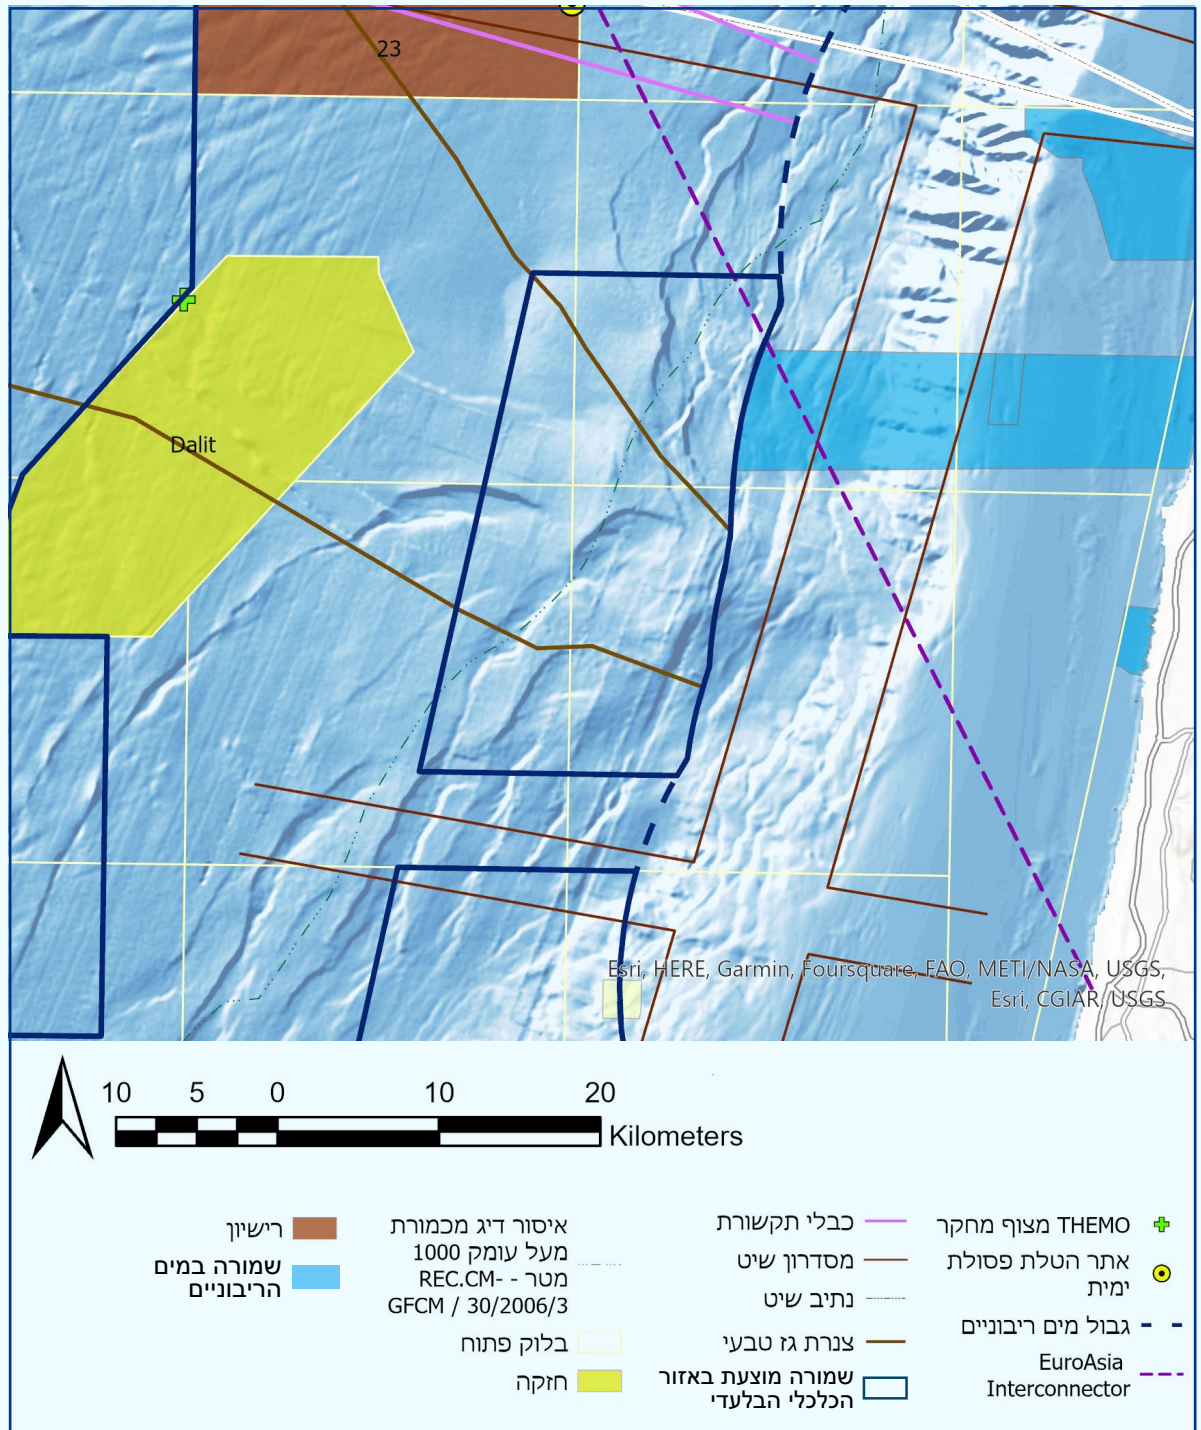 23
Dalit
Esri, HERE, Garmin, Foursquare, FAO, METI/NASA, USGS,
Esri, CGIAR, USGS
10 5 0 10 20
Kilometers
THEMO מצוף מחקר
אתר הטלת פסולת
ימית
גבול מים ריבוניים
EuroAsia
Interconnector
כבלי תקשורת
מסדרון שיט
נתיב שיט
צנרת גז טבעי
שמורה מוצעת באזור
הכלכלי הבלעדי
איסור דיג מכמורת
מעל עומק 1000
מטר - -REC.CM
GFCM / 30/2006/3
בלוק פתוח
חזקה
רישיון
שמורה במים
הריבוניים